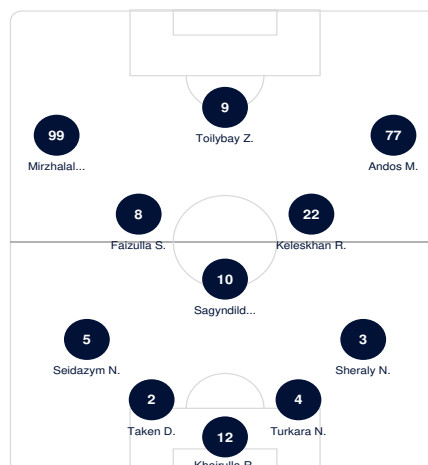 9
Toilybay Z.
99
77
Mirzhalal...
Andos M.
8
22
Faizulla S.
Keleskhan R.
10
Sagyndild...
5
3
Seidazym N.
Sheraly N.
2
4
Taken D.
Turkara N.
12